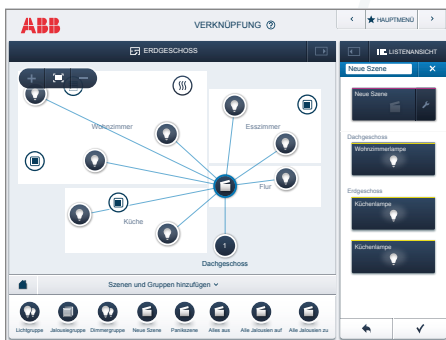 ABB
VERKNÜPFUNG ?
HAUPTMENÜ
ERDGESCHOSS
LISTENANSICHT
Neue Szene
Neue Szene
Wohnzimmer
Esszimmer
Flur
Küche
1
Dachgeschoss
Dachgeschoss
Wohnzimmerlampe
Erdgeschoss
Küchenlampe
Küchenlampe
Szenen und Gruppen hinzufügen
Lichtgruppe Jalousiegruppe Dimmergruppe Neue Szene Panikszene Alles aus Alle Jalousien auf Alle Jalousien zu